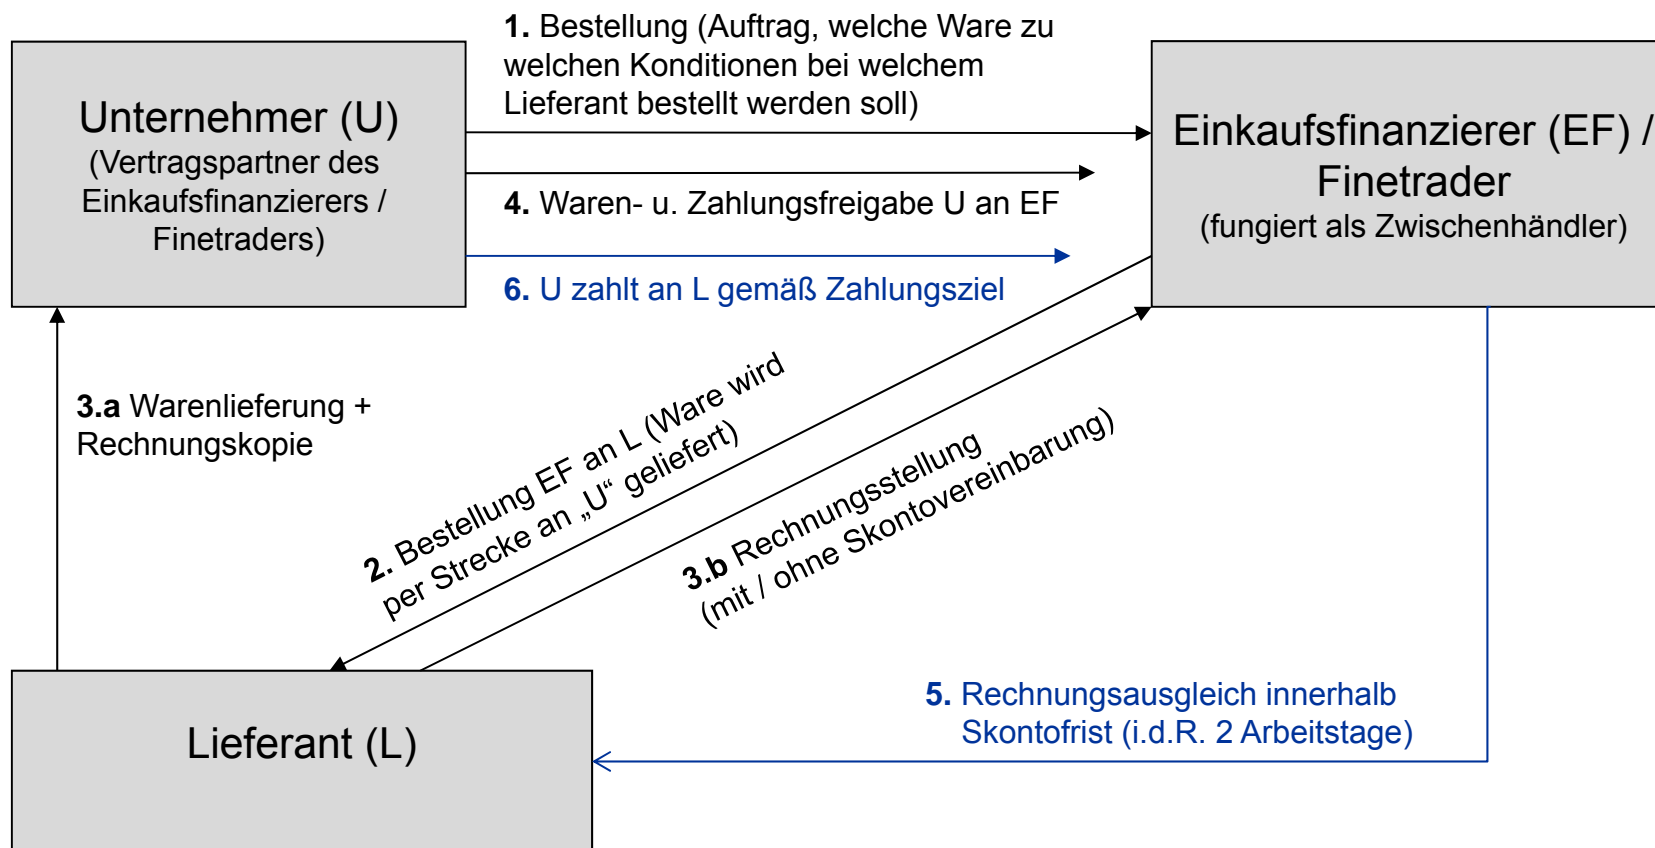 1. Bestellung (Auftrag, welche Ware zu
welchen Konditionen bei welchem
Lieferant bestellt werden soll)
Unternehmer (U)
(Vertragspartner des
Einkaufsfinanzierers /
Finetraders)
Einkaufsfinanzierer (EF) /
Finetrader
(fungiert als Zwischenhändler)
4. Waren- u. Zahlungsfreigabe U an EF
6. U zahlt an L gemäß Zahlungsziel
3.a Warenlieferung +
Rechnungskopie
2. Bestellung EF an L (Ware wird
per Strecke an „U“ geliefert)
3.b Rechnungsstellung
(mit / ohne Skontovereinbarung)
5. Rechnungsausgleich innerhalb
Skontofrist (i.d.R. 2 Arbeitstage)
Lieferant (L)